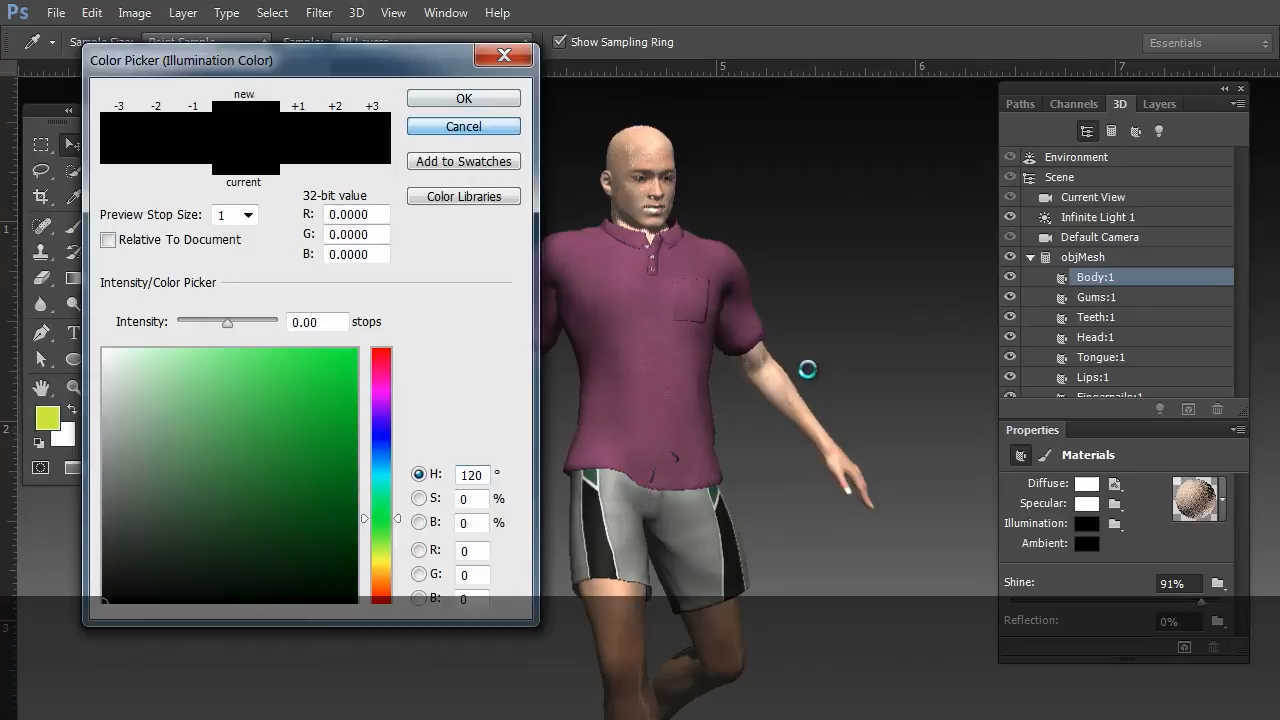 Ps File Edit Image Layer Type Select Filter 3D View Window Help
Show Sampling Ring Essentials
Color Picker (Illumination Color)
5 6 7
new
-3 -2 -1 +1 +2 +3
current
OK
Cancel
Add to Swatches
Color Libraries
32-bit value
Preview Stop Size: 1
R: 0.0000
G: 0.0000
B: 0.0000
Relative To Document
Intensity/Color Picker
Intensity: 0.00 stops
H: 120 °
S: 0 %
B: 0 %
R: 0
G: 0
B: 0
1
2
3
T
Paths Channels 3D Layers
Environment
Scene
Current View
Infinite Light 1
Default Camera
objMesh
Body:1
Gums:1
Teeth:1
Head:1
Tongue:1
Lips:1
Fingernails:1
Properties
Materials
Diffuse:
Specular:
Illumination:
Ambient:
Shine: 91%
Reflection: 0%